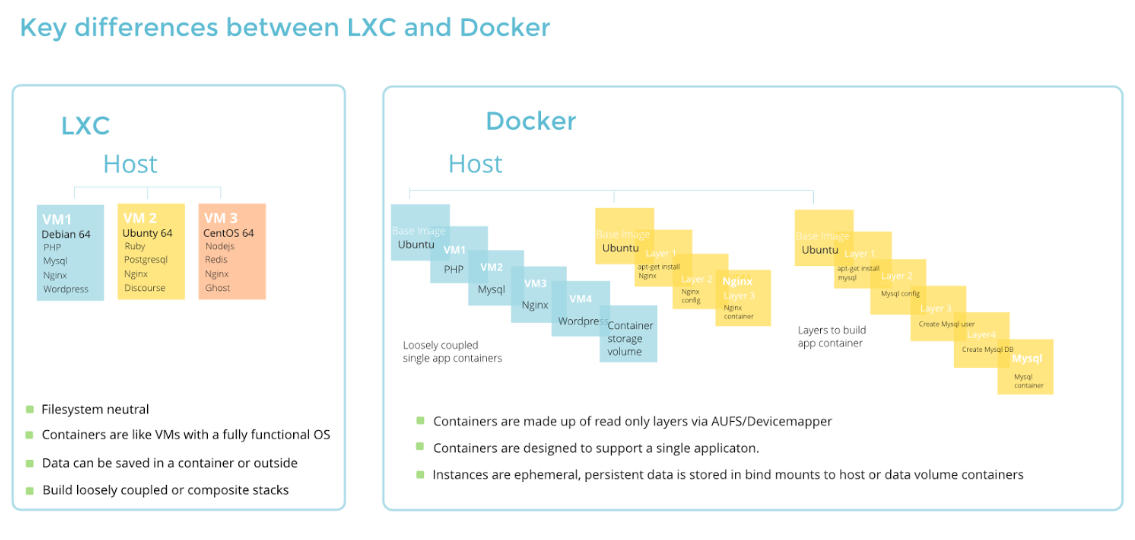 Key differences between LXC and Docker
LXC
Host
VM1
Debian 64
PHP
Mysql
Nginx
Wordpress
VM 2
Ubunty 64
Ruby
Postgresql
Nginx
Discourse
VM 3
CentOS 64
Nodejs
Redis
Nginx
Ghost
Filesystem neutral
Containers are like VMs with a fully functional OS
Data can be saved in a container or outside
Build loosely coupled or composite stacks
Docker
Host
Base Image
Ubuntu
VM1
PHP
VM2
Mysql
VM3
Nginx
VM4
Wordpress
Container
storage
volume
Loosely coupled
single app containers
Base Image
Ubuntu
Layer 1
apt-get install
Nginx
Layer 2
Nginx
config
Nginx
Layer 3
Nginx
container
Base Image
Ubuntu
Layer 1
apt-get install
mysql
Layer 2
Mysql config
Layer 3
Create Mysql user
Layer4
Create Mysql DB
Mysql
Mysql
container
Layers to build
app container
Containers are made up of read only layers via AUFS/Devicemapper
Containers are designed to support a single applicaton.
Instances are ephemeral, persistent data is stored in bind mounts to host or data volume containers